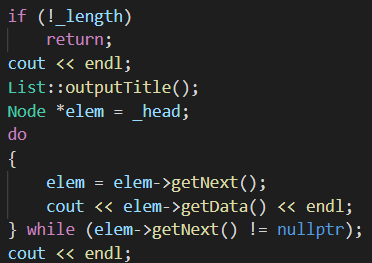 if (!_length)
    return;
cout << endl;
List::outputTitle();
Node *elem = _head;
do
{
    elem = elem->getNext();
    cout << elem->getData() << endl;
} while (elem->getNext() != nullptr);
cout << endl;